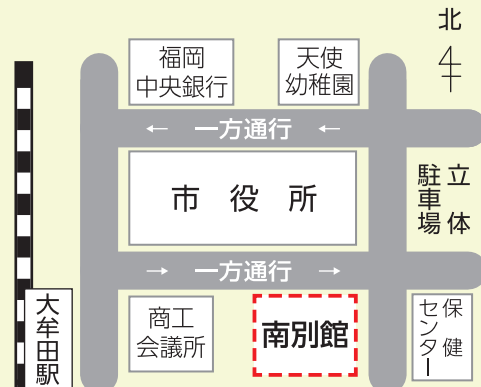 北
福岡
中央銀行
天使
幼稚園
← 一方通行 ←
市役所
立体
駐車場
→ 一方通行 →
大牟田駅
商工
会議所
南別館
保健
センター